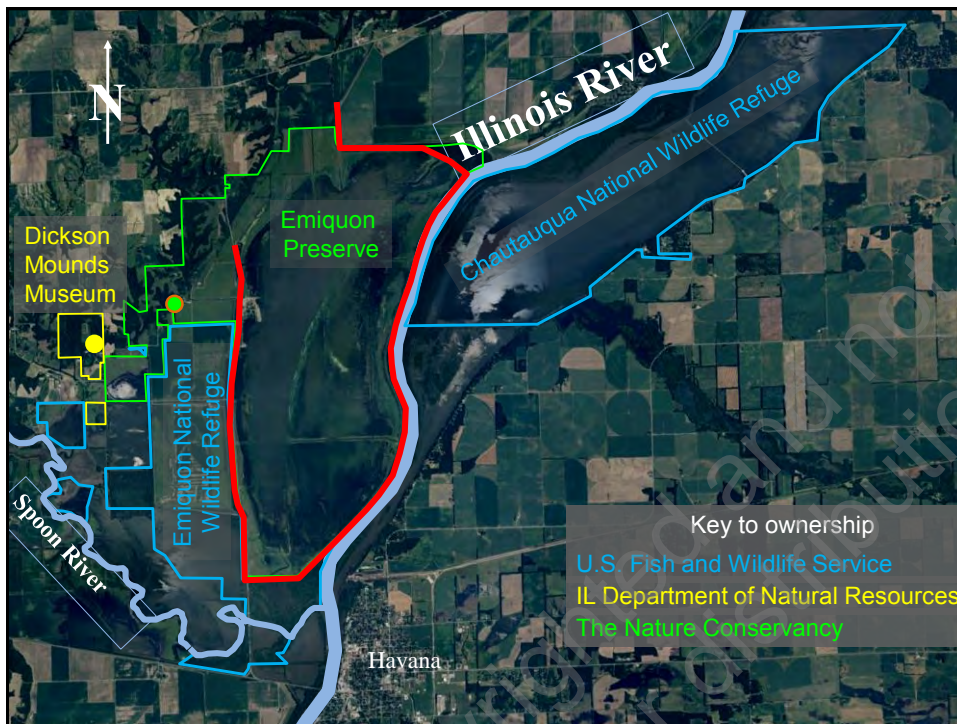 N
Illinois River
Chautauqua National Wildlife Refuge
Emiquon
Preserve
Dickson
Mounds
Museum
Emiquon National
Wildlife Refuge
Spoon River
Havana
Key to ownership
U.S. Fish and Wildlife Service
IL Department of Natural Resources
The Nature Conservancy